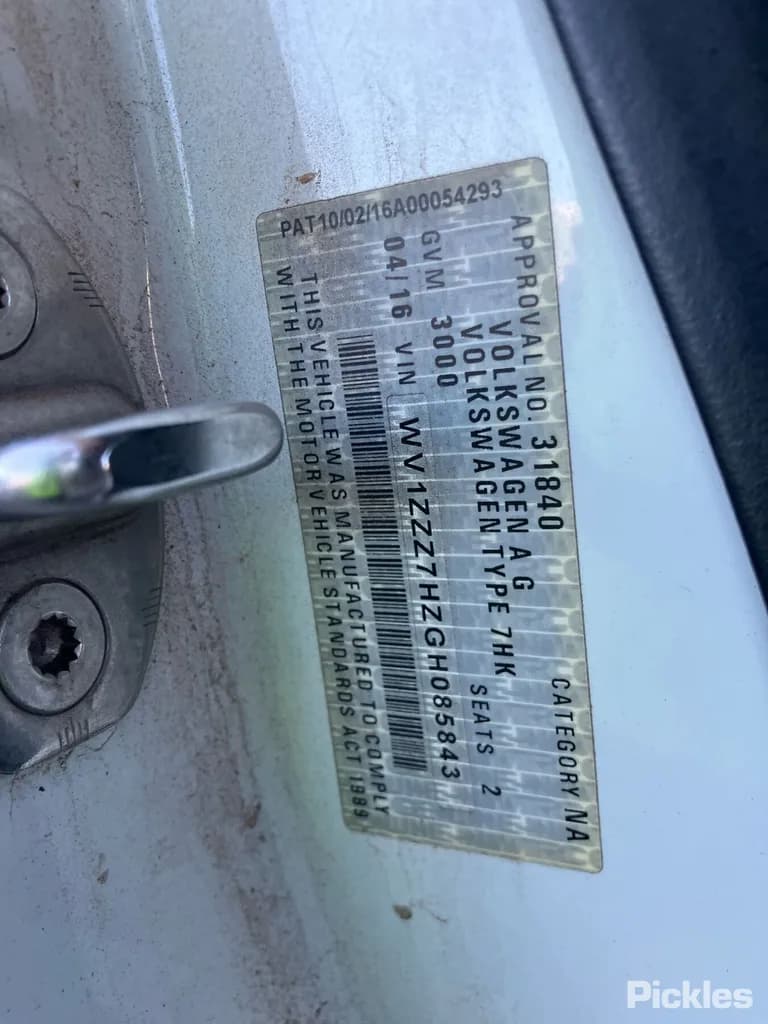 PAT10/02/16A00054293
APPROVAL NO. 31840 CATEGORY NA
VOLKSWAGEN A G
VOLKSWAGEN TYPE 7HK
GVM 3000 SEATS 2
04/16 VIN WV1ZZZ7HZGH085843
THIS VEHICLE WAS MANUFACTURED TO COMPLY
WITH THE MOTOR VEHICLE STANDARDS ACT 1989
Pickles